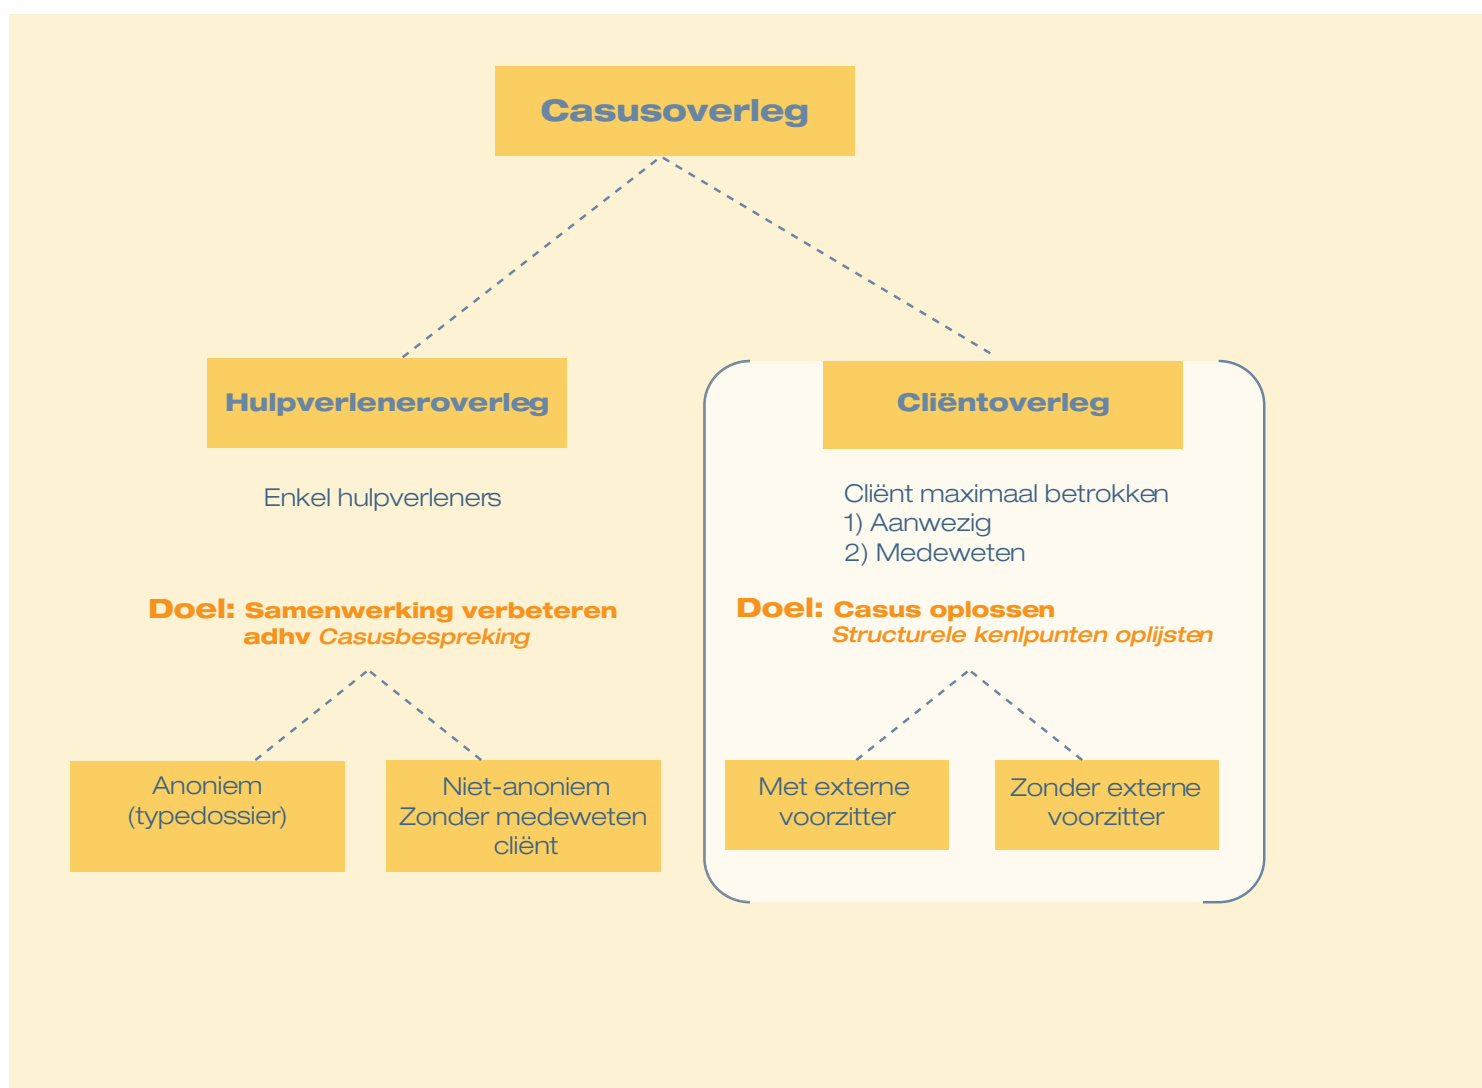 Casusoverleg
Hulpverleneroverleg
Enkel hulpverleners
Doel: Samenwerking verbeteren
adhv Casusbespreking
Anoniem
(typedossier)
Niet-anoniem
Zonder medeweten
cliënt
Cliëntoverleg
Cliënt maximaal betrokken
1) Aanwezig
2) Medeweten
Doel: Casus oplossen
Structurele kenlpunten oplijsten
Met externe
voorzitter
Zonder externe
voorzitter